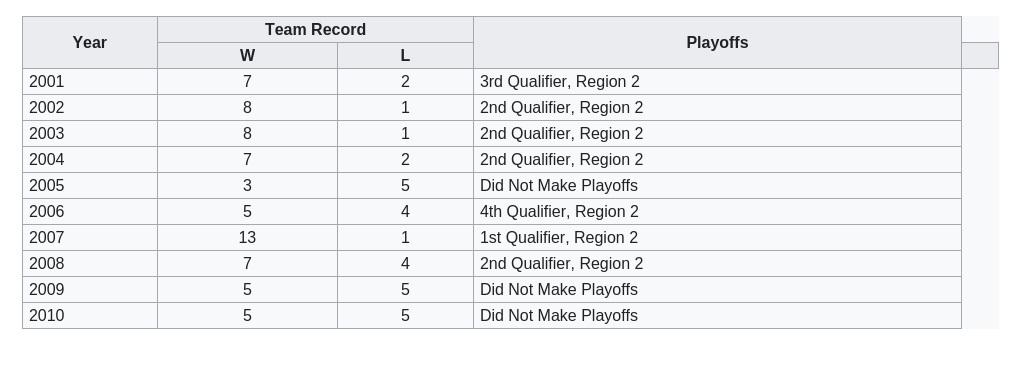 Year Team Record Playoffs
W L
2001 7 2 3rd Qualifier, Region 2
2002 8 1 2nd Qualifier, Region 2
2003 8 1 2nd Qualifier, Region 2
2004 7 2 2nd Qualifier, Region 2
2005 3 5 Did Not Make Playoffs
2006 5 4 4th Qualifier, Region 2
2007 13 1 1st Qualifier, Region 2
2008 7 4 2nd Qualifier, Region 2
2009 5 5 Did Not Make Playoffs
2010 5 5 Did Not Make Playoffs